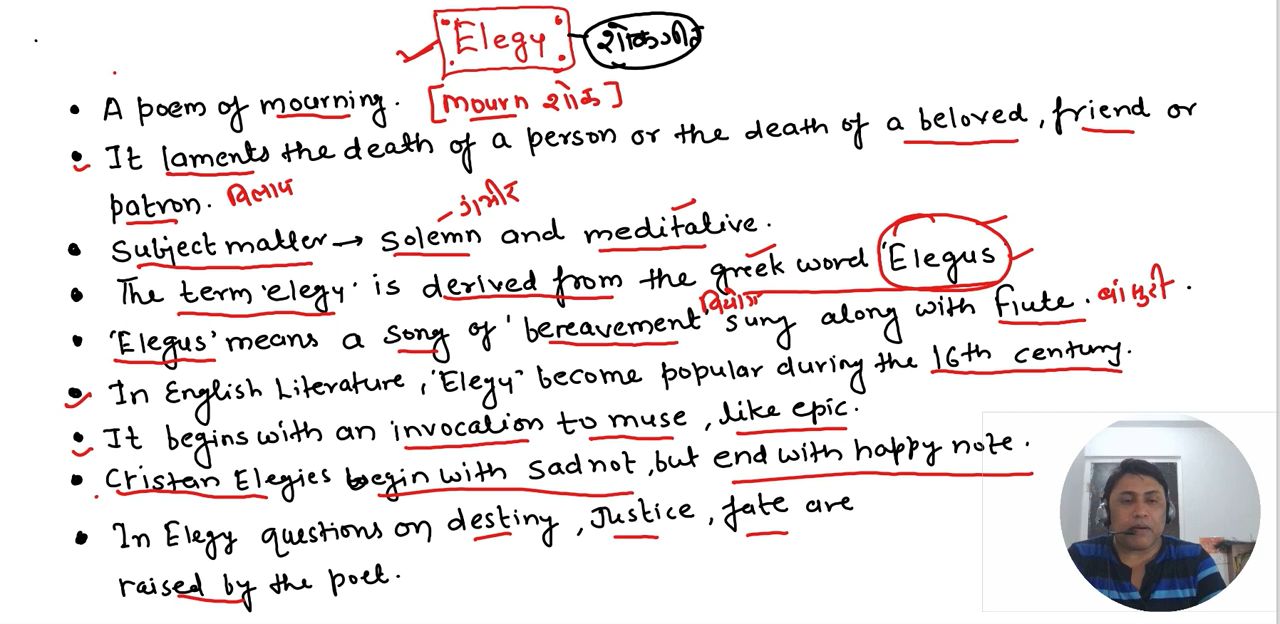 Elegy શોકગીત
• A poem of mourning. [mourn શોક]
• It laments the death of a person or the death of a beloved, friend or
patron. વિલાપ
ગંભીર
• Subject matter → Solemn and meditative.
• The term 'elegy' is derived from the greek word 'Elegus
વિયોગ
• 'Elegus' means a song of 'bereavement' sung along with flute. વાંસળી.
• In English Literature, 'Elegy" become popular during the 16th century.
• It begins with an invocation to muse, like epic.
• Cristan Elegies begin with sad not, but end with happy note.
• In Elegy questions on destiny, Justice, fate are
raised by the poet.